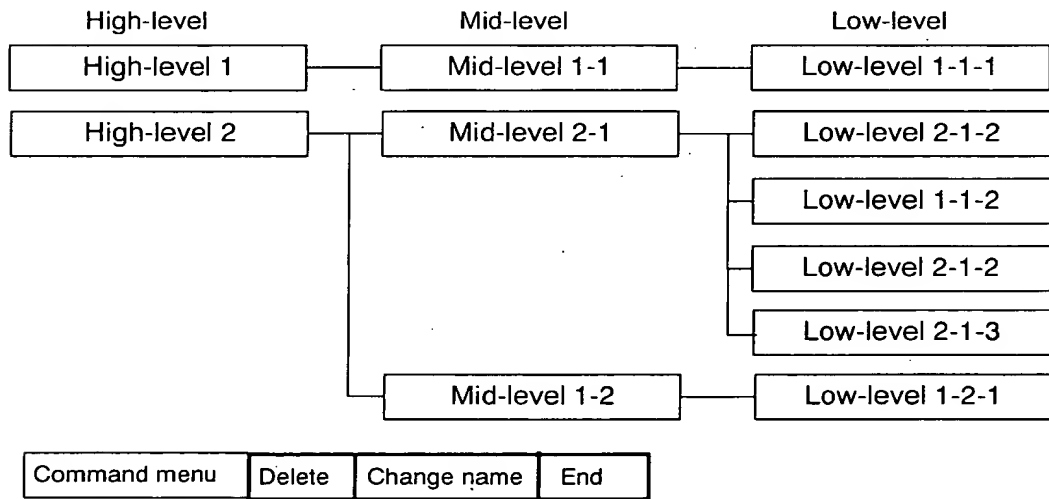 High-level Mid-level Low-level
High-level 1 Mid-level 1-1 Low-level 1-1-1
High-level 2 Mid-level 2-1 Low-level 2-1-2
Low-level 1-1-2
Low-level 2-1-2
Low-level 2-1-3
Mid-level 1-2 Low-level 1-2-1
Command menu Delete Change name End